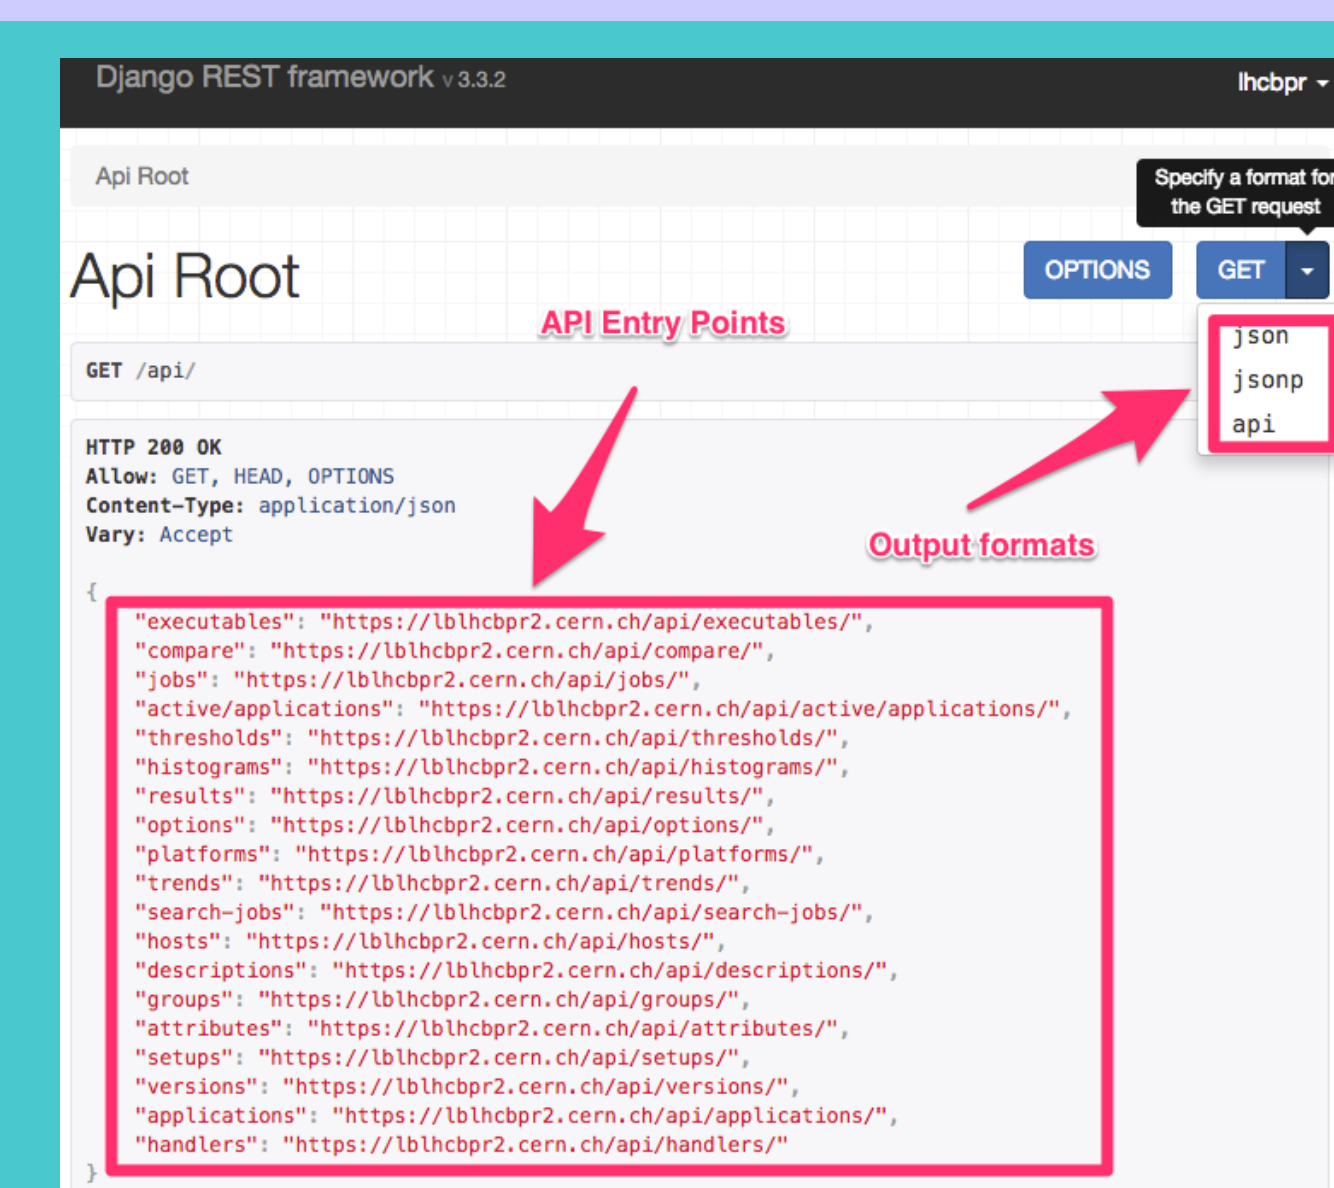 Django REST framework v 3.3.2
lhcbpr
Api Root
Specify a format for
the GET request
Api Root
OPTIONS
GET
API Entry Points
json
GET /api/
jsonp
api
HTTP 200 OK
Allow: GET, HEAD, OPTIONS
Content-Type: application/json
Vary: Accept
Output formats
{
"executables": "https://lblhcbpr2.cern.ch/api/executables/",
"compare": "https://lblhcbpr2.cern.ch/api/compare/",
"jobs": "https://lblhcbpr2.cern.ch/api/jobs/",
"active/applications": "https://lblhcbpr2.cern.ch/api/active/applications/",
"thresholds": "https://lblhcbpr2.cern.ch/api/thresholds/",
"histograms": "https://lblhcbpr2.cern.ch/api/histograms/",
"results": "https://lblhcbpr2.cern.ch/api/results/",
"options": "https://lblhcbpr2.cern.ch/api/options/",
"platforms": "https://lblhcbpr2.cern.ch/api/platforms/",
"trends": "https://lblhcbpr2.cern.ch/api/trends/",
"search-jobs": "https://lblhcbpr2.cern.ch/api/search-jobs/",
"hosts": "https://lblhcbpr2.cern.ch/api/hosts/",
"descriptions": "https://lblhcbpr2.cern.ch/api/descriptions/",
"groups": "https://lblhcbpr2.cern.ch/api/groups/",
"attributes": "https://lblhcbpr2.cern.ch/api/attributes/",
"setups": "https://lblhcbpr2.cern.ch/api/setups/",
"versions": "https://lblhcbpr2.cern.ch/api/versions/",
"applications": "https://lblhcbpr2.cern.ch/api/applications/",
"handlers": "https://lblhcbpr2.cern.ch/api/handlers/"
}